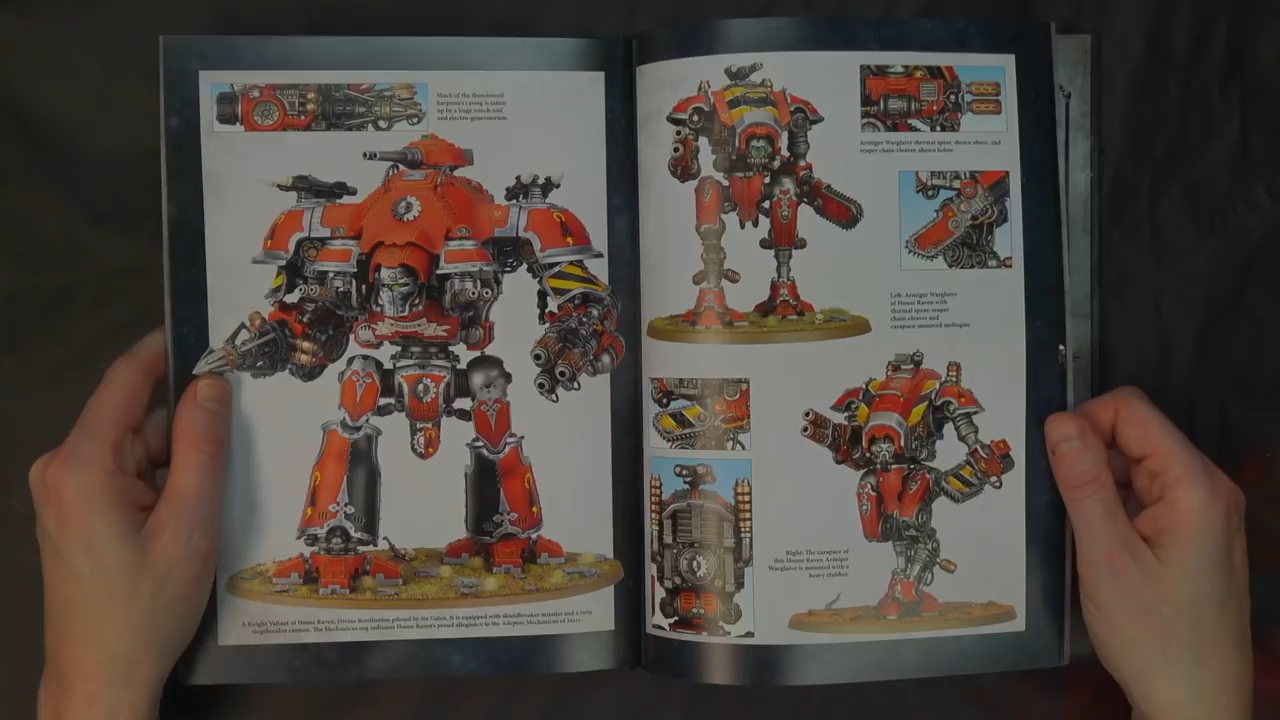 Much of the thundercoil
harpoon's casing is taken
up by a huge winch coil
and electro-generatorum.
A Knight Valiant of House Raven, Divine Retribution piloted by Sir Galen. It is equipped with shieldbreaker missiles and a twin
siegebreaker cannon. The Mechanicus cog indicates House Raven's proud allegiance to the Adeptus Mechanicus of Mars.
Armiger Warglaive thermal spear, shown above, and
reaper chain-cleaver, shown below
Left: Armiger Warglaive
of House Raven with
thermal spear, reaper
chain-cleaver and
carapace-mounted meltagun.
Right: The carapace of
this House Raven Armiger
Warglaive is mounted with a
heavy stubber.